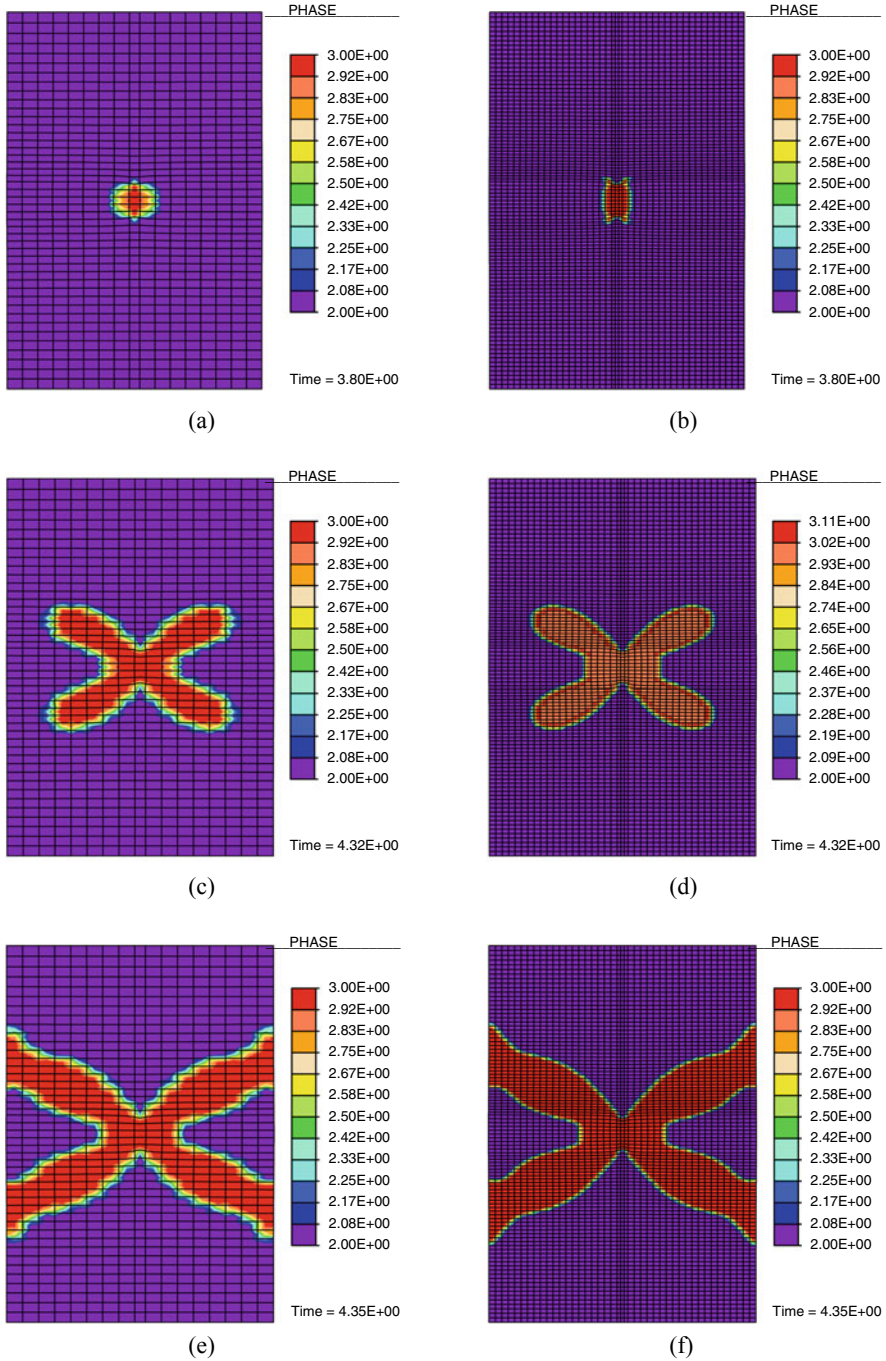 PHASE
3.00E+00
2.92E+00
2.83E+00
2.75E+00
2.67E+00
2.58E+00
2.50E+00
2.42E+00
2.33E+00
2.25E+00
2.17E+00
2.08E+00
2.00E+00
Time = 3.80E+00
(a)
PHASE
3.00E+00
2.92E+00
2.83E+00
2.75E+00
2.67E+00
2.58E+00
2.50E+00
2.42E+00
2.33E+00
2.25E+00
2.17E+00
2.08E+00
2.00E+00
Time = 3.80E+00
(b)
PHASE
3.00E+00
2.92E+00
2.83E+00
2.75E+00
2.67E+00
2.58E+00
2.50E+00
2.42E+00
2.33E+00
2.25E+00
2.17E+00
2.08E+00
2.00E+00
Time = 4.32E+00
(c)
PHASE
3.11E+00
3.02E+00
2.93E+00
2.84E+00
2.74E+00
2.65E+00
2.56E+00
2.46E+00
2.37E+00
2.28E+00
2.19E+00
2.09E+00
2.00E+00
Time = 4.32E+00
(d)
PHASE
3.00E+00
2.92E+00
2.83E+00
2.75E+00
2.67E+00
2.58E+00
2.50E+00
2.42E+00
2.33E+00
2.25E+00
2.17E+00
2.08E+00
2.00E+00
Time = 4.35E+00
(e)
PHASE
3.00E+00
2.92E+00
2.83E+00
2.75E+00
2.67E+00
2.58E+00
2.50E+00
2.42E+00
2.33E+00
2.25E+00
2.17E+00
2.08E+00
2.00E+00
Time = 4.35E+00
(f)